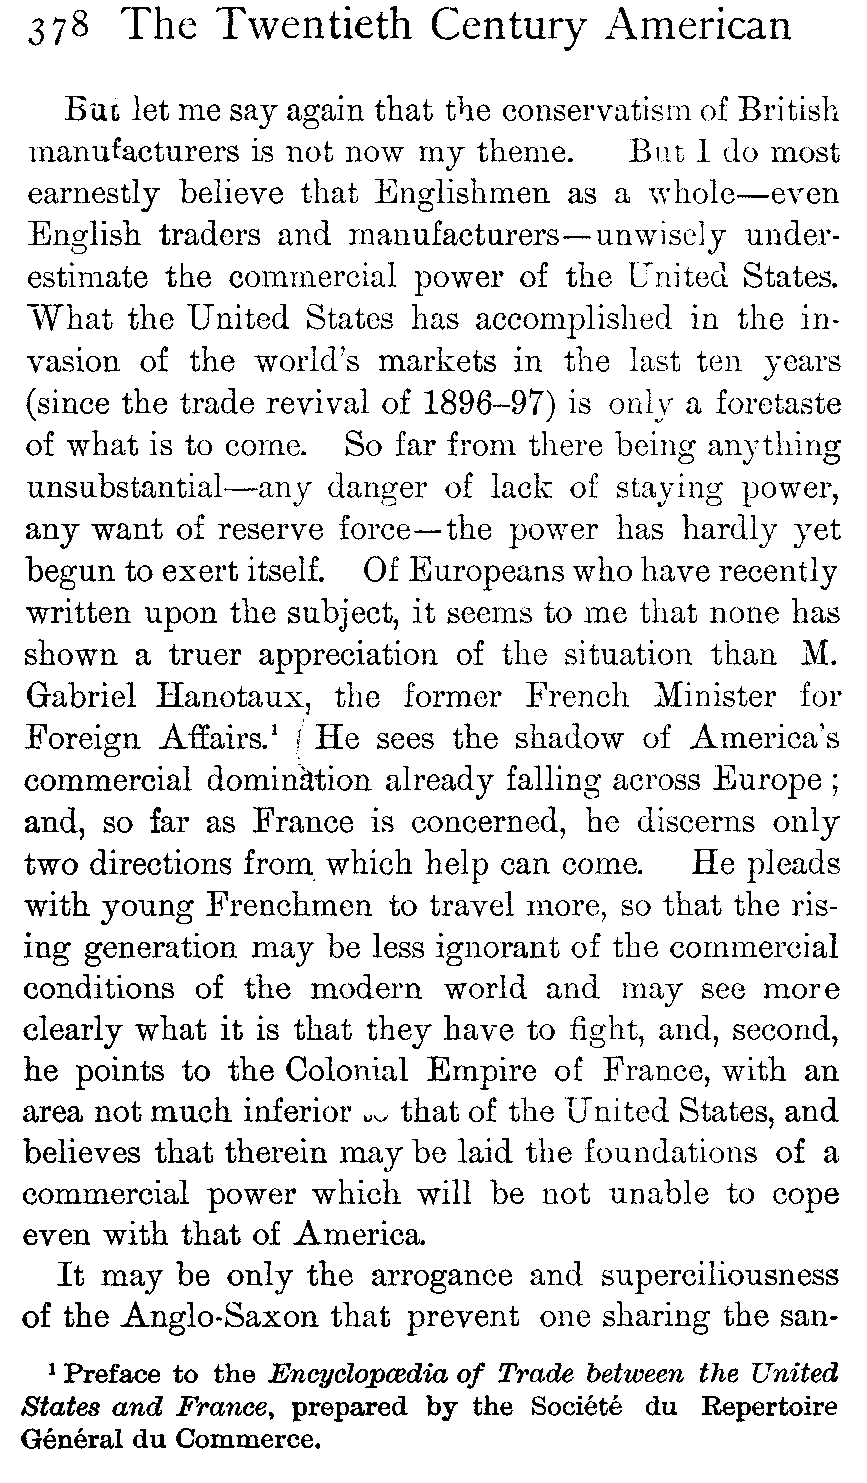 378 The Twentieth Century American
But let me say again that the conservatism of British
manufacturers is not now my theme. But I do most
earnestly believe that Englishmen as a whole—even
English traders and manufacturers—unwisely under-
estimate the commercial power of the United States.
What the United States has accomplished in the in-
vasion of the world's markets in the last ten years
(since the trade revival of 1896–97) is only a foretaste
of what is to come. So far from there being anything
unsubstantial—any danger of lack of staying power,
any want of reserve force—the power has hardly yet
begun to exert itself. Of Europeans who have recently
written upon the subject, it seems to me that none has
shown a truer appreciation of the situation than M.
Gabriel Hanotaux, the former French Minister for
Foreign Affairs.¹ He sees the shadow of America's
commercial domination already falling across Europe;
and, so far as France is concerned, he discerns only
two directions from which help can come. He pleads
with young Frenchmen to travel more, so that the ris-
ing generation may be less ignorant of the commercial
conditions of the modern world and may see more
clearly what it is that they have to fight, and, second,
he points to the Colonial Empire of France, with an
area not much inferior that of the United States, and
believes that therein may be laid the foundations of a
commercial power which will be not unable to cope
even with that of America.
It may be only the arrogance and superciliousness
of the Anglo-Saxon that prevent one sharing the san-
¹ Preface to the Encyclopædia of Trade between the United
States and France, prepared by the Société du Repertoire
Général du Commerce.